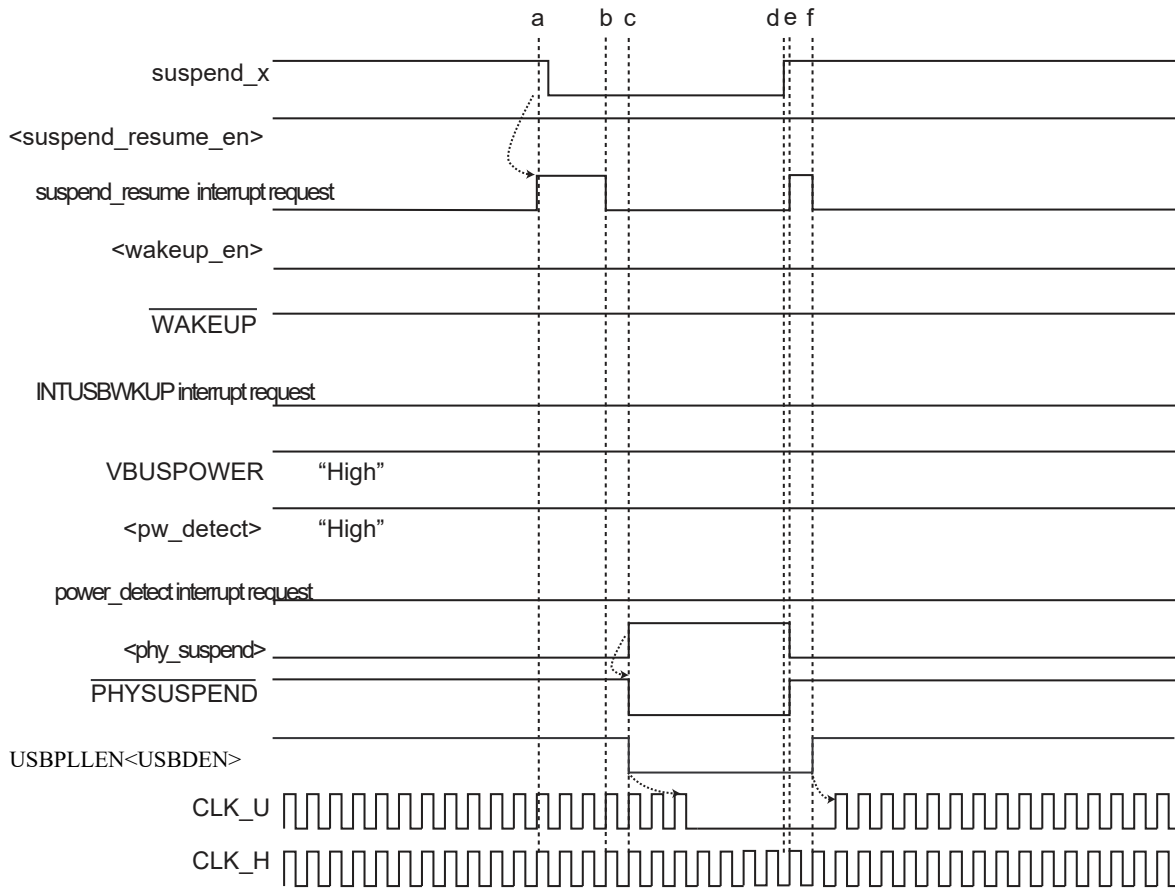 a b c d e f
suspend_x
<suspend_resume_en>
suspend_resume interrupt request
<wakeup_en>
WAKEUP
INTUSBWKUP interrupt request
VBUSPOWER “High”
<pw_detect> “High”
power_detect interrupt request
<phy_suspend>
PHYSUSPEND
USBPLLEN<USBDEN>
CLK_U
CLK_H